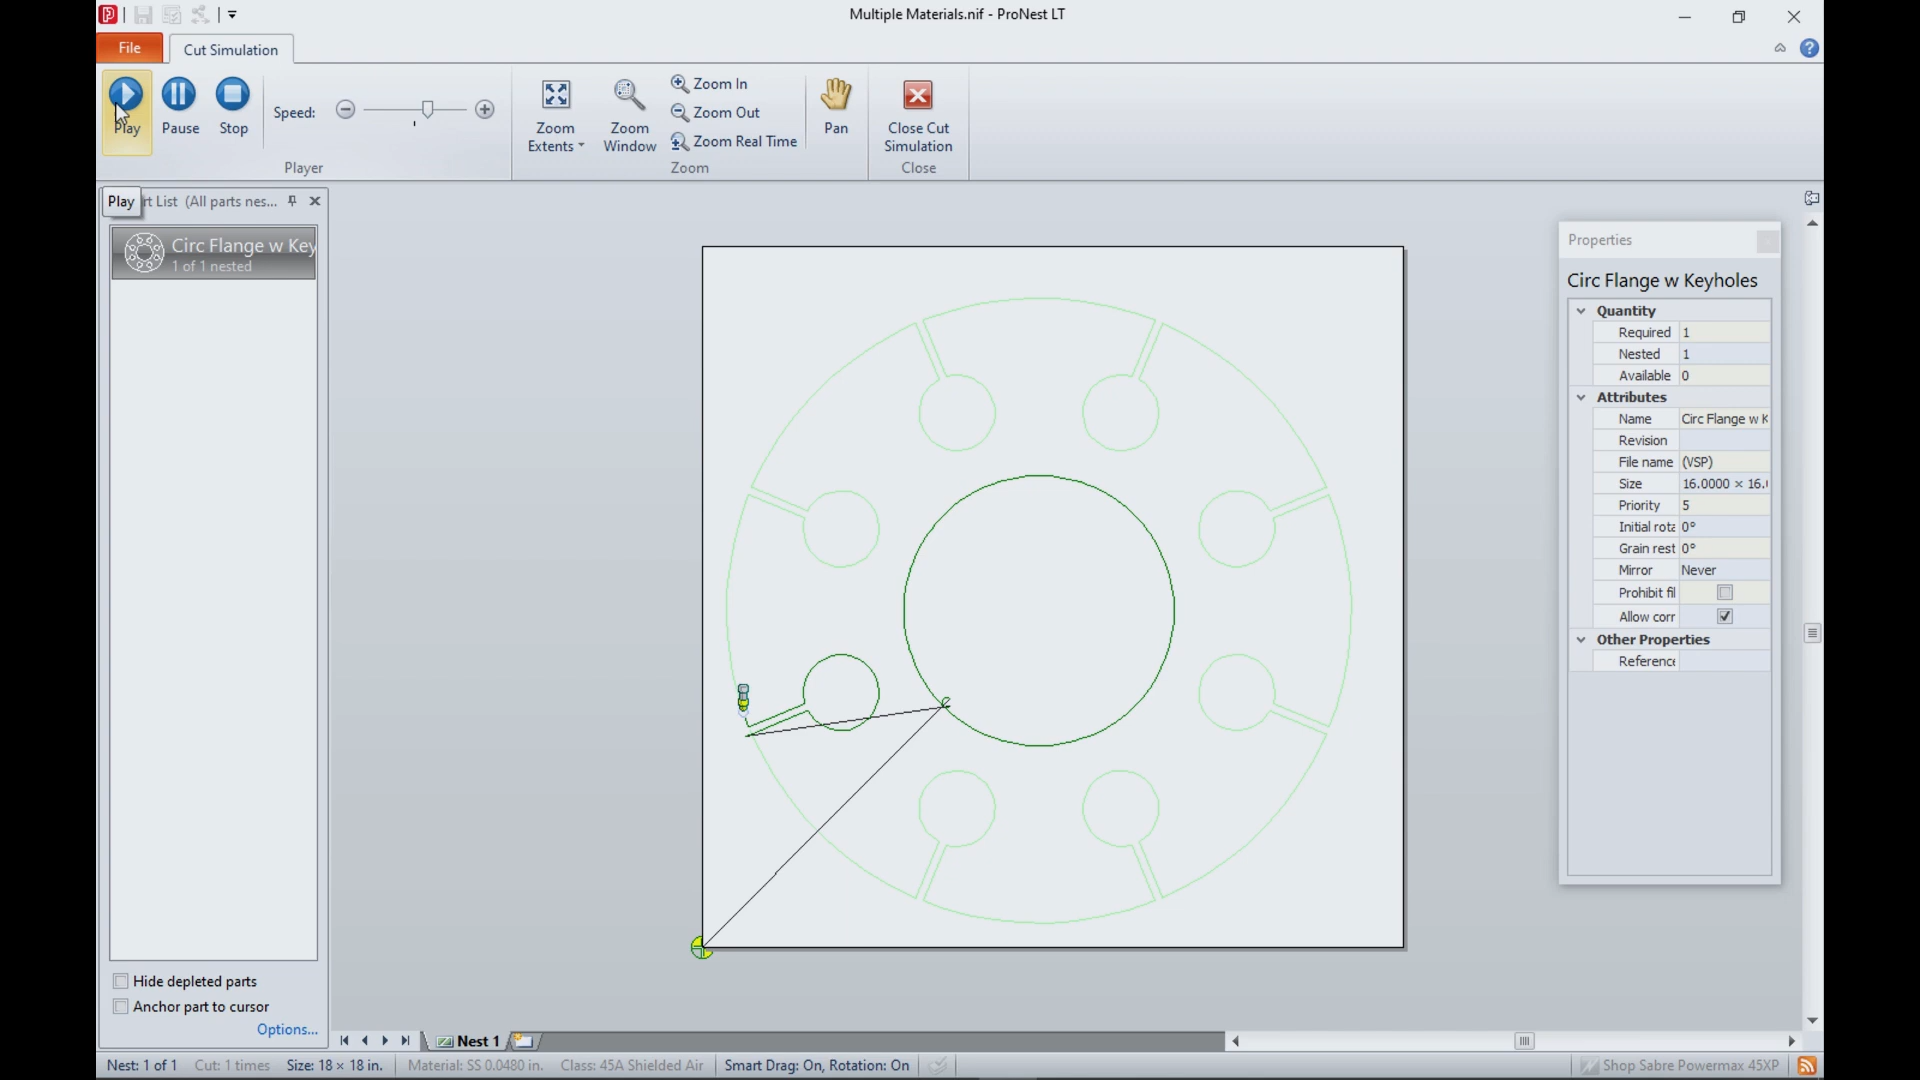 Multiple Materials.nif - ProNest LT
File
Cut Simulation
Play
Pause
Stop
Speed:
Player
Zoom Extents
Zoom Window
Zoom In
Zoom Out
Zoom Real Time
Zoom
Pan
Close Cut Simulation
Close
Play
rt List (All parts nes...
Circ Flange w Key
1 of 1 nested
Hide depleted parts
Anchor part to cursor
Options...
Properties
Circ Flange w Keyholes
Quantity
Required 1
Nested 1
Available 0
Attributes
Name Circ Flange w K
Revision
File name (VSP)
Size 16.0000 × 16.
Priority 5
Initial rota 0°
Grain rest 0°
Mirror Never
Prohibit fil
Allow corr
Other Properties
Reference
Nest 1
Nest: 1 of 1 Cut: 1 times Size: 18 × 18 in. Material: SS 0.0480 in. Class: 45A Shielded Air Smart Drag: On, Rotation: On Shop Sabre Powermax 45XP